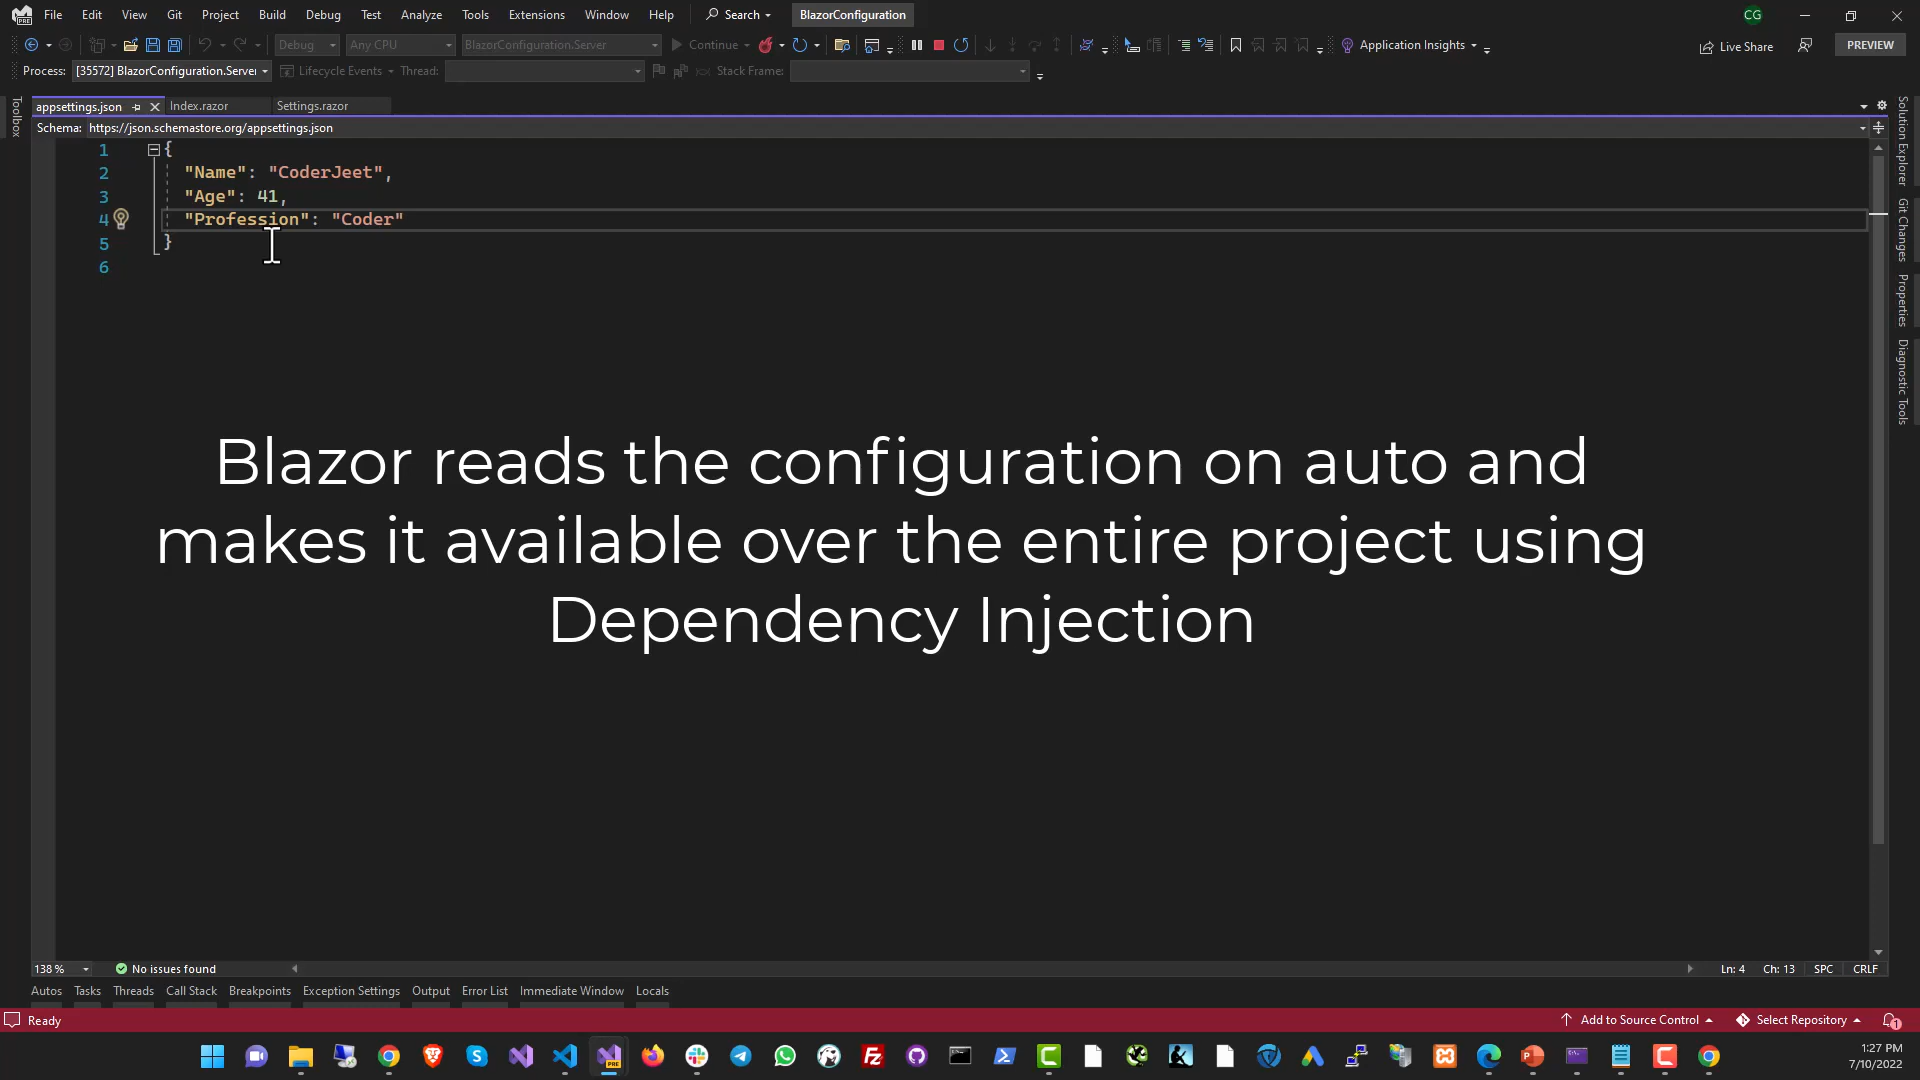 File Edit View Git Project Build Debug Test Analyze Tools Extensions Window Help Search BlazorConfiguration CG
Debug Any CPU BlazorConfiguration.Server Continue Application Insights Live Share PREVIEW
Process: [35572] BlazorConfiguration.Server Lifecycle Events Thread: Stack Frame:
appsettings.json Index.razor Settings.razor
Schema: https://json.schemastore.org/appsettings.json
Toolbox
1 {
2 "Name": "CoderJeet",
3 "Age": 41,
4 "Profession": "Coder"
5 }
6
Solution Explorer
Git Changes
Properties
Diagnostic Tools
Blazor reads the configuration on auto and
makes it available over the entire project using
Dependency Injection
138 % No issues found Ln: 4 Ch: 13 SPC CRLF
Autos Tasks Threads Call Stack Breakpoints Exception Settings Output Error List Immediate Window Locals
Ready Add to Source Control Select Repository 1
PRE
1:27 PM
7/10/2022